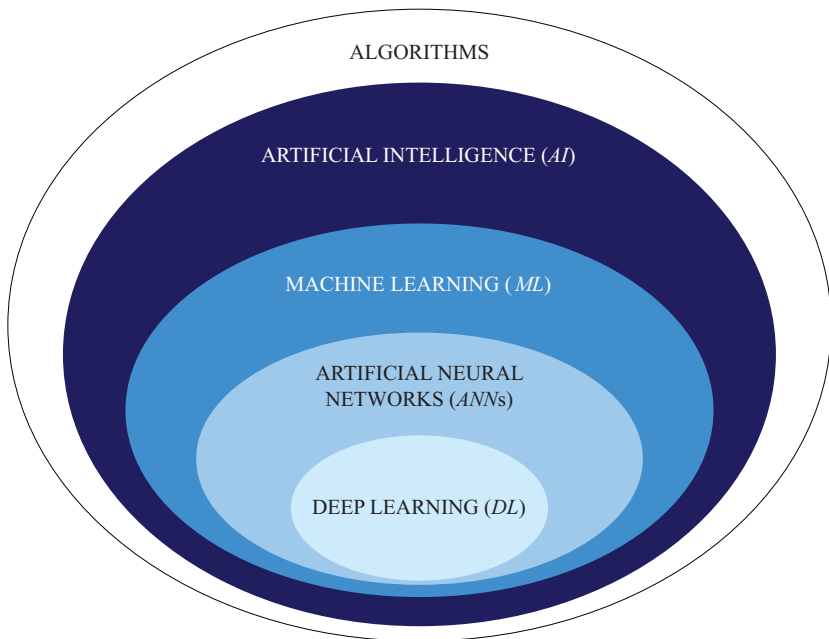 ALGORITHMS
ARTIFICIAL INTELLIGENCE (AI)
MACHINE LEARNING (ML)
ARTIFICIAL NEURAL
NETWORKS (ANNs)
DEEP LEARNING (DL)